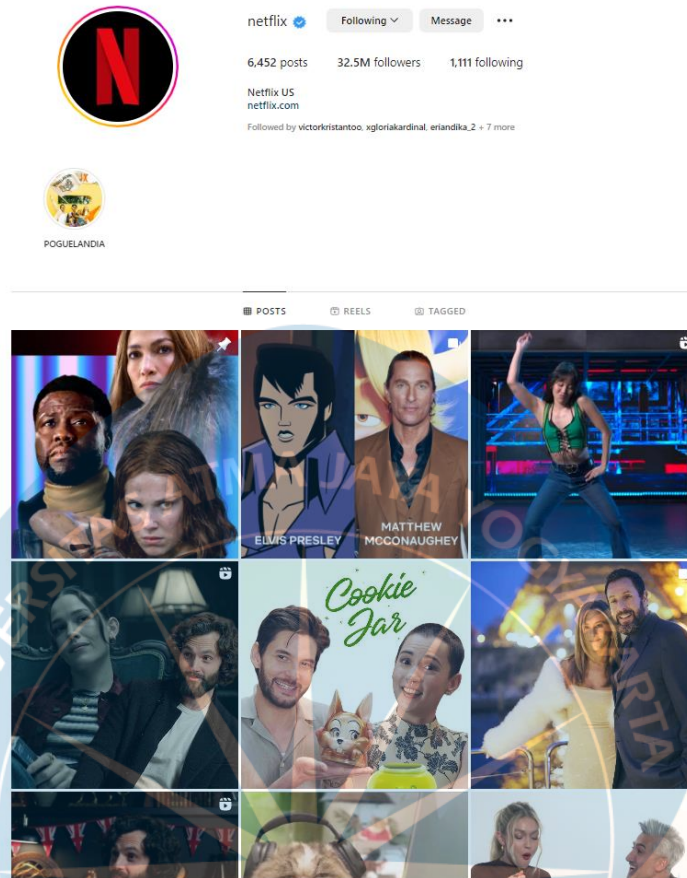 netflix Following Message
6,452 posts 32.5M followers 1,111 following
Netflix US
netflix.com
Followed by victorkristantoo, xgloriakardinal, eriandika_2 + 7 more
POGUELANDIA
POSTS REELS TAGGED
ELVIS PRESLEY
MATTHEW
MCCONAUGHEY
Cookie
Jar